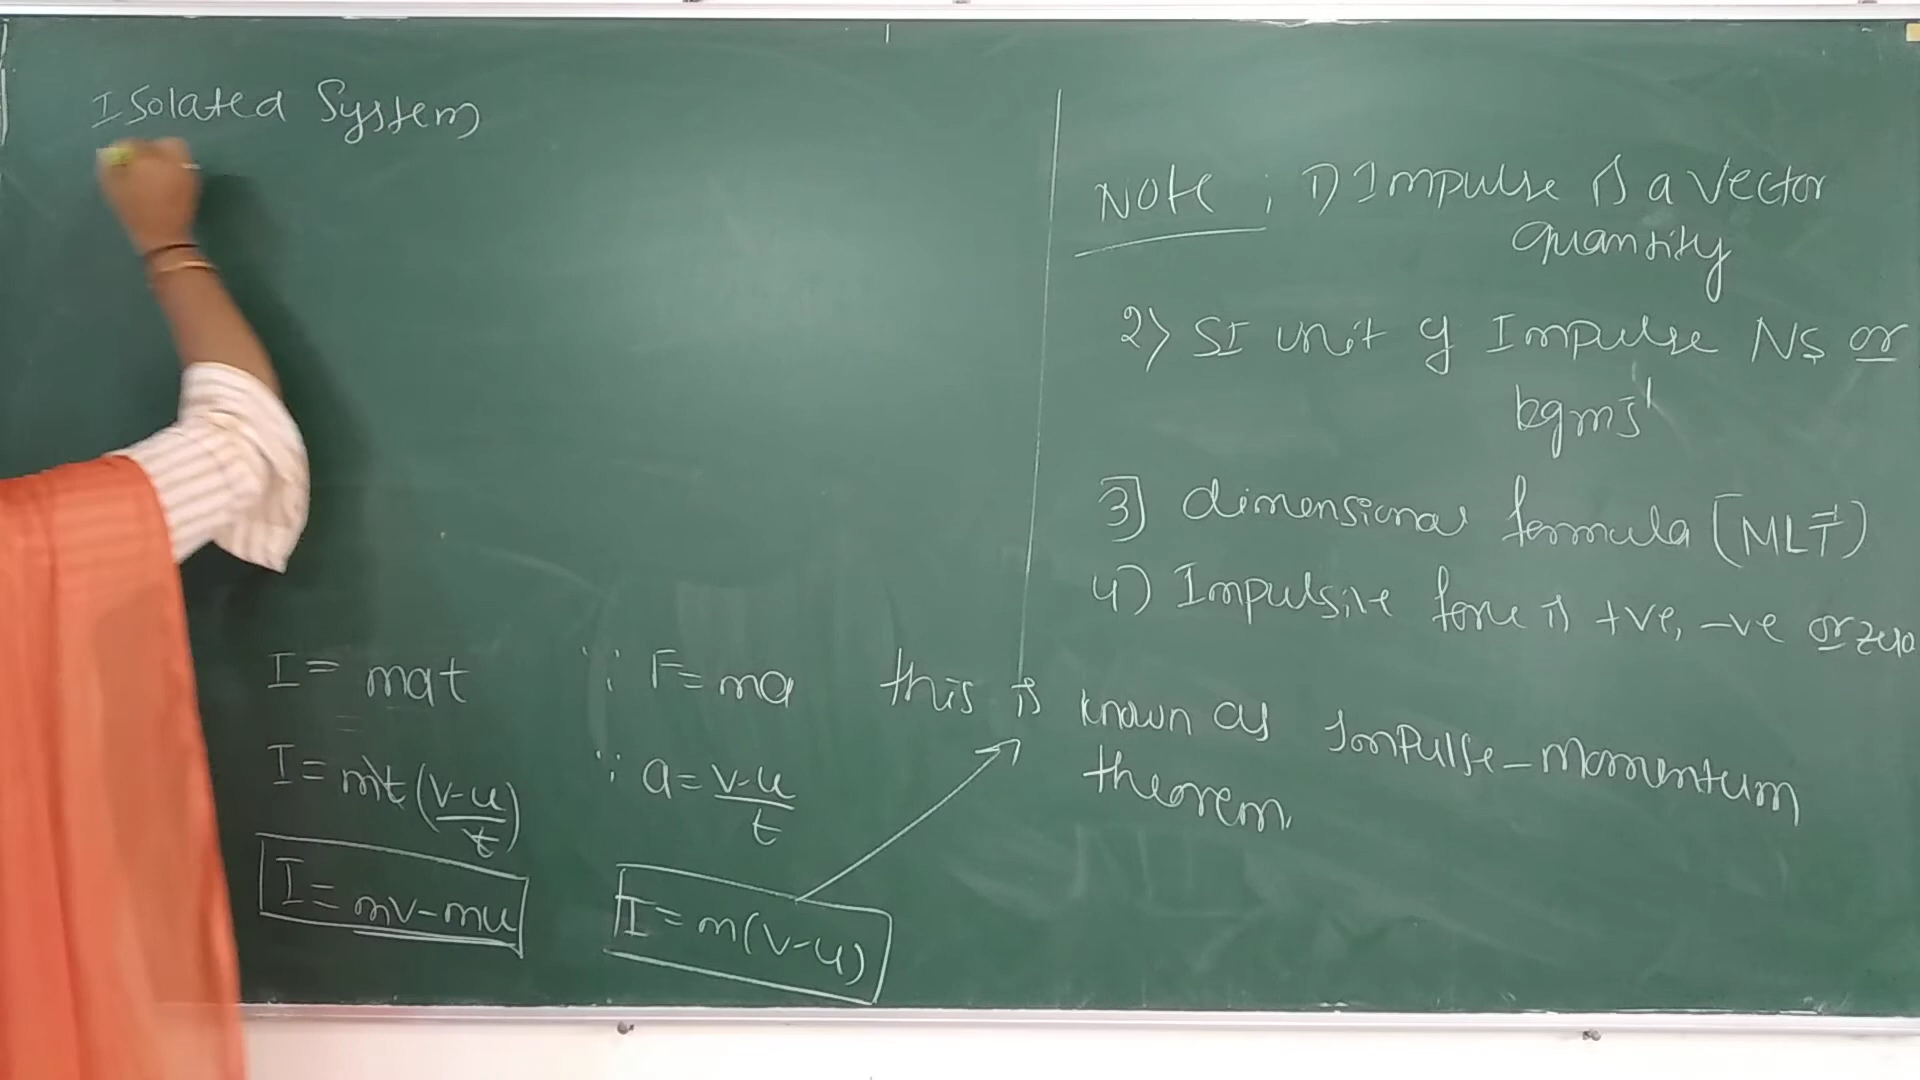 Isolated System
I = mat ∵ F = ma
I = mt (v-u/t) ∵ a = v-u/t
I = mv - mu I = m(v-u)
Note : 1) Impulse is a vector
quantity
2) SI unit of Impulse NS or
kgms⁻¹
3] dimensional formula [MLT⁻¹]
4) Impulsive force is +ve, -ve or zero
this is known as Impulse-momentum
theorem.